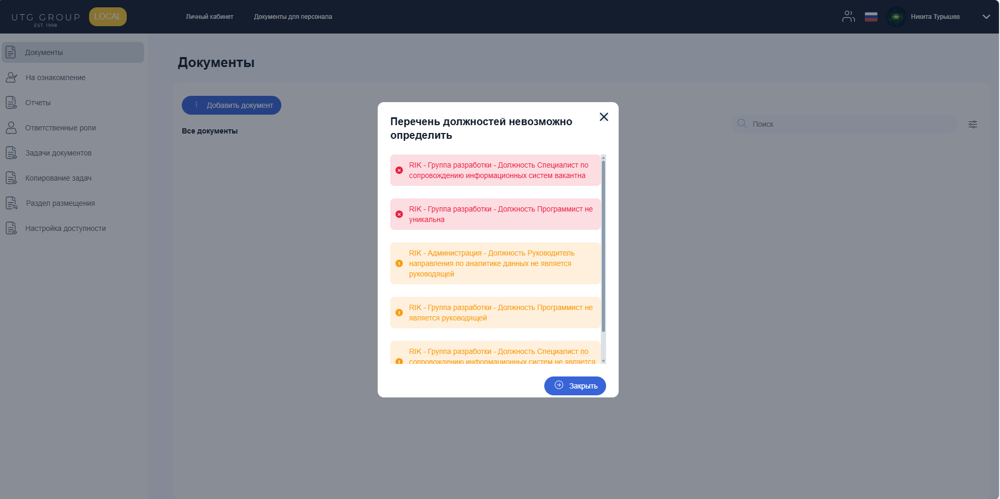 UTG GROUP
EST. 1998
LOCAL
Личный кабинет
Документы для персонала
Никита Турышев
Документы
На ознакомление
Отчеты
Ответственные роли
Задачи документов
Копирование задач
Раздел размещения
Настройка доступности
Документы
Добавить документ
Все документы
Поиск
Перечень должностей невозможно
определить
RIK - Группа разработки - Должность Специалист по
сопровождению информационных систем вакантна
RIK - Группа разработки - Должность Программист не
уникальна
RIK - Администрация - Должность Руководитель
направления по аналитике данных не является
руководящей
RIK - Группа разработки - Должность Программист не
является руководящей
RIK - Группа разработки - Должность Специалист по
сопровождению информационных систем не является
Закрыть